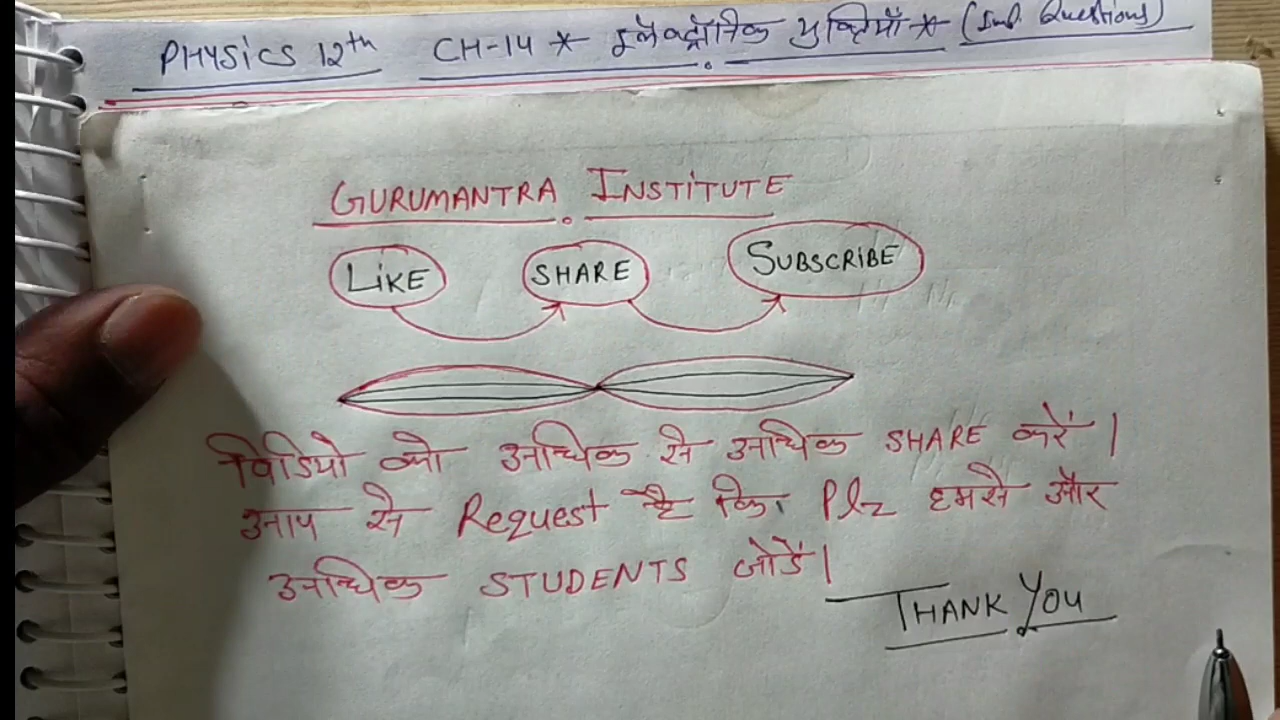 PHYSICS 12th CH-14 * इलेक्ट्रॉनिक युक्तियाँ * (Imp. Questions)
GURUMANTRA INSTITUTE
LIKE SHARE SUBSCRIBE
विडियो को अधिक से अधिक SHARE करें।
आप से Request है कि Plz हमसे और
अधिक STUDENTS जोडें।
THANK YOU